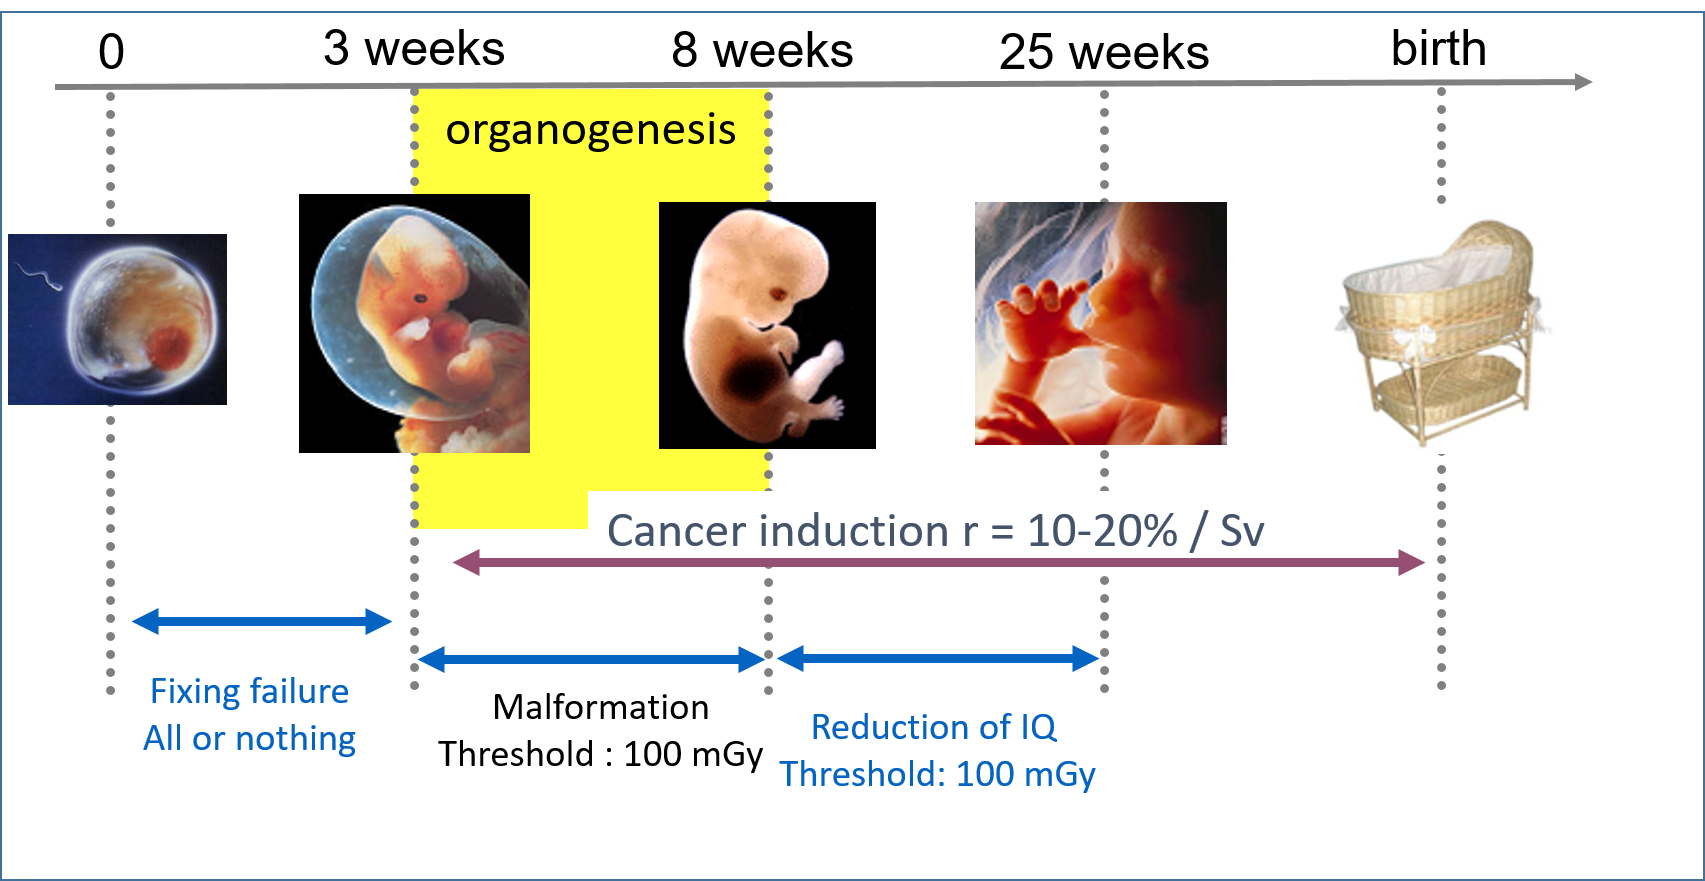 0
3 weeks
8 weeks
25 weeks
birth
organogenesis
Cancer induction r = 10-20% / Sv
Fixing failure
All or nothing
Malformation
Threshold : 100 mGy
Reduction of IQ
Threshold: 100 mGy